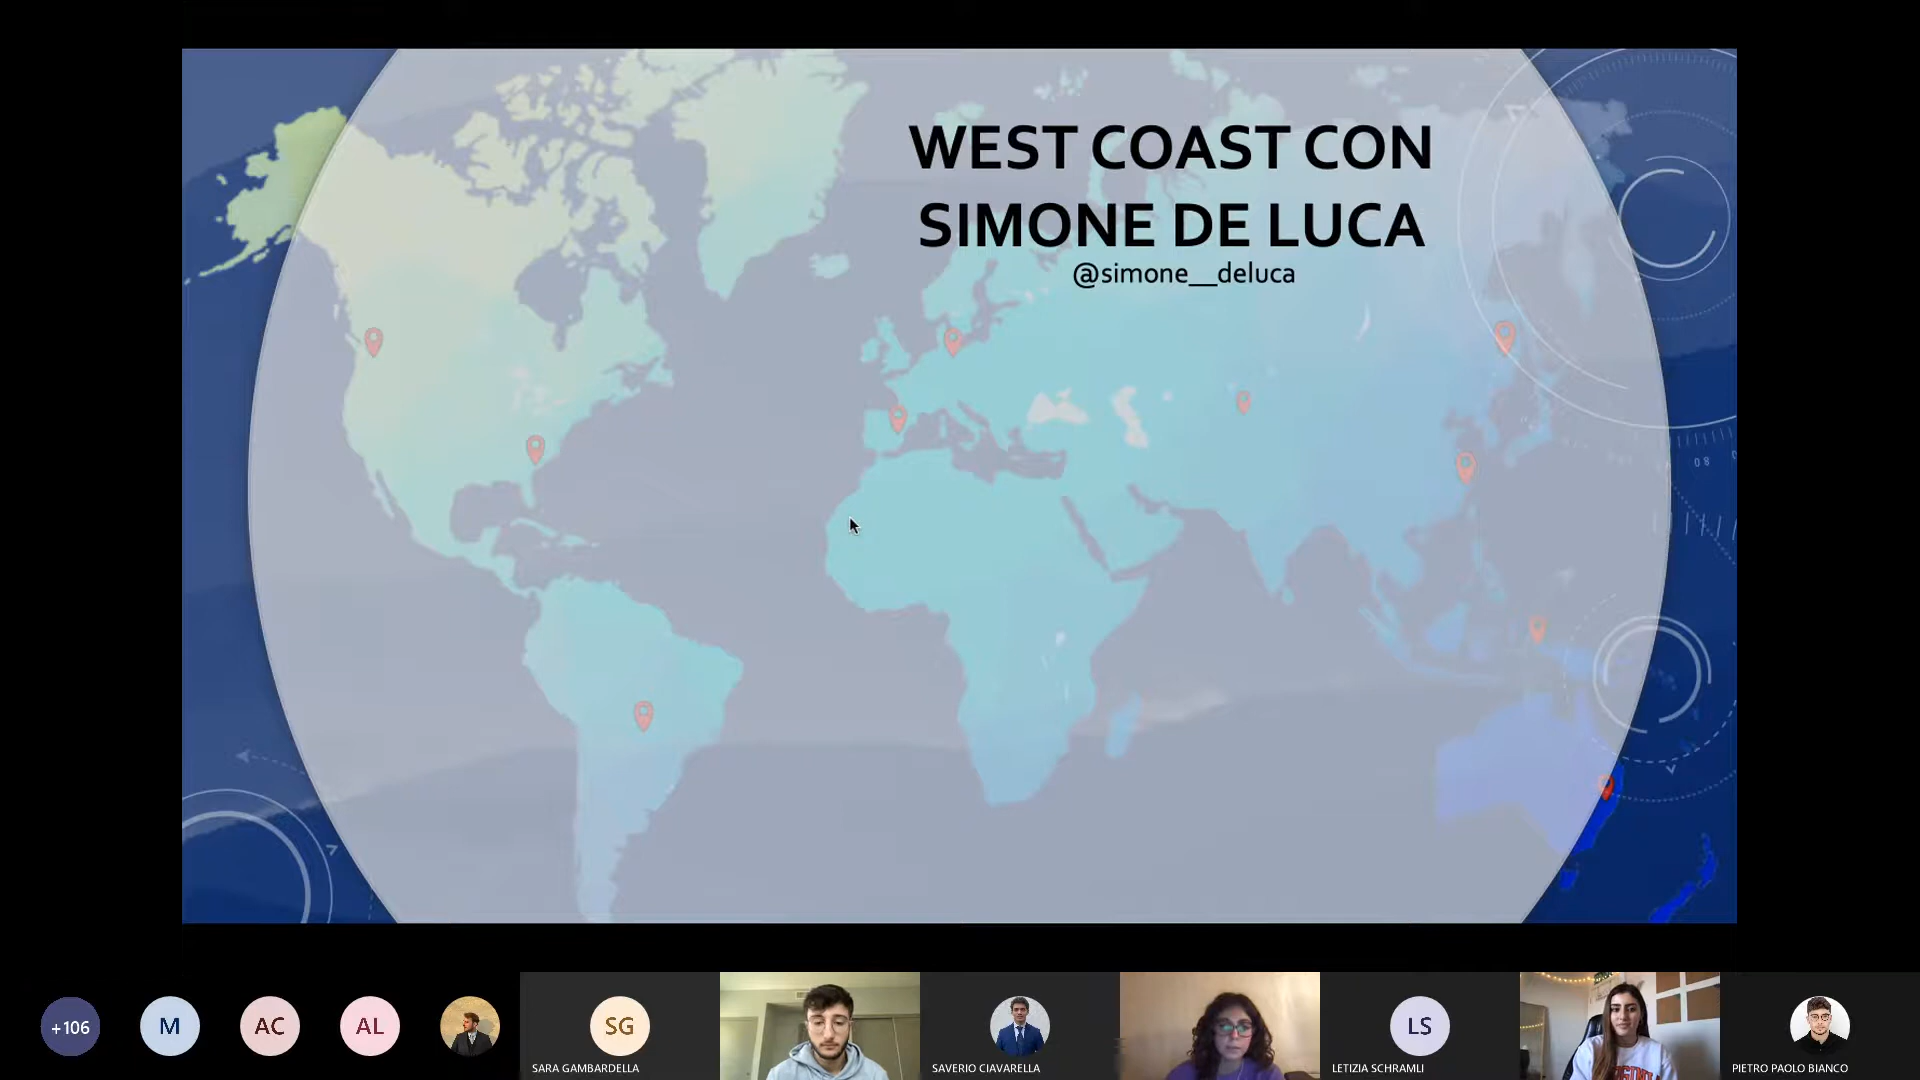 WEST COAST CON
SIMONE DE LUCA
@simone__deluca
80
+106
M
AC
AL
SG
SARA GAMBARDELLA
SAVERIO CIAVARELLA
LS
LETIZIA SCHRAMLI
PIETRO PAOLO BIANCO